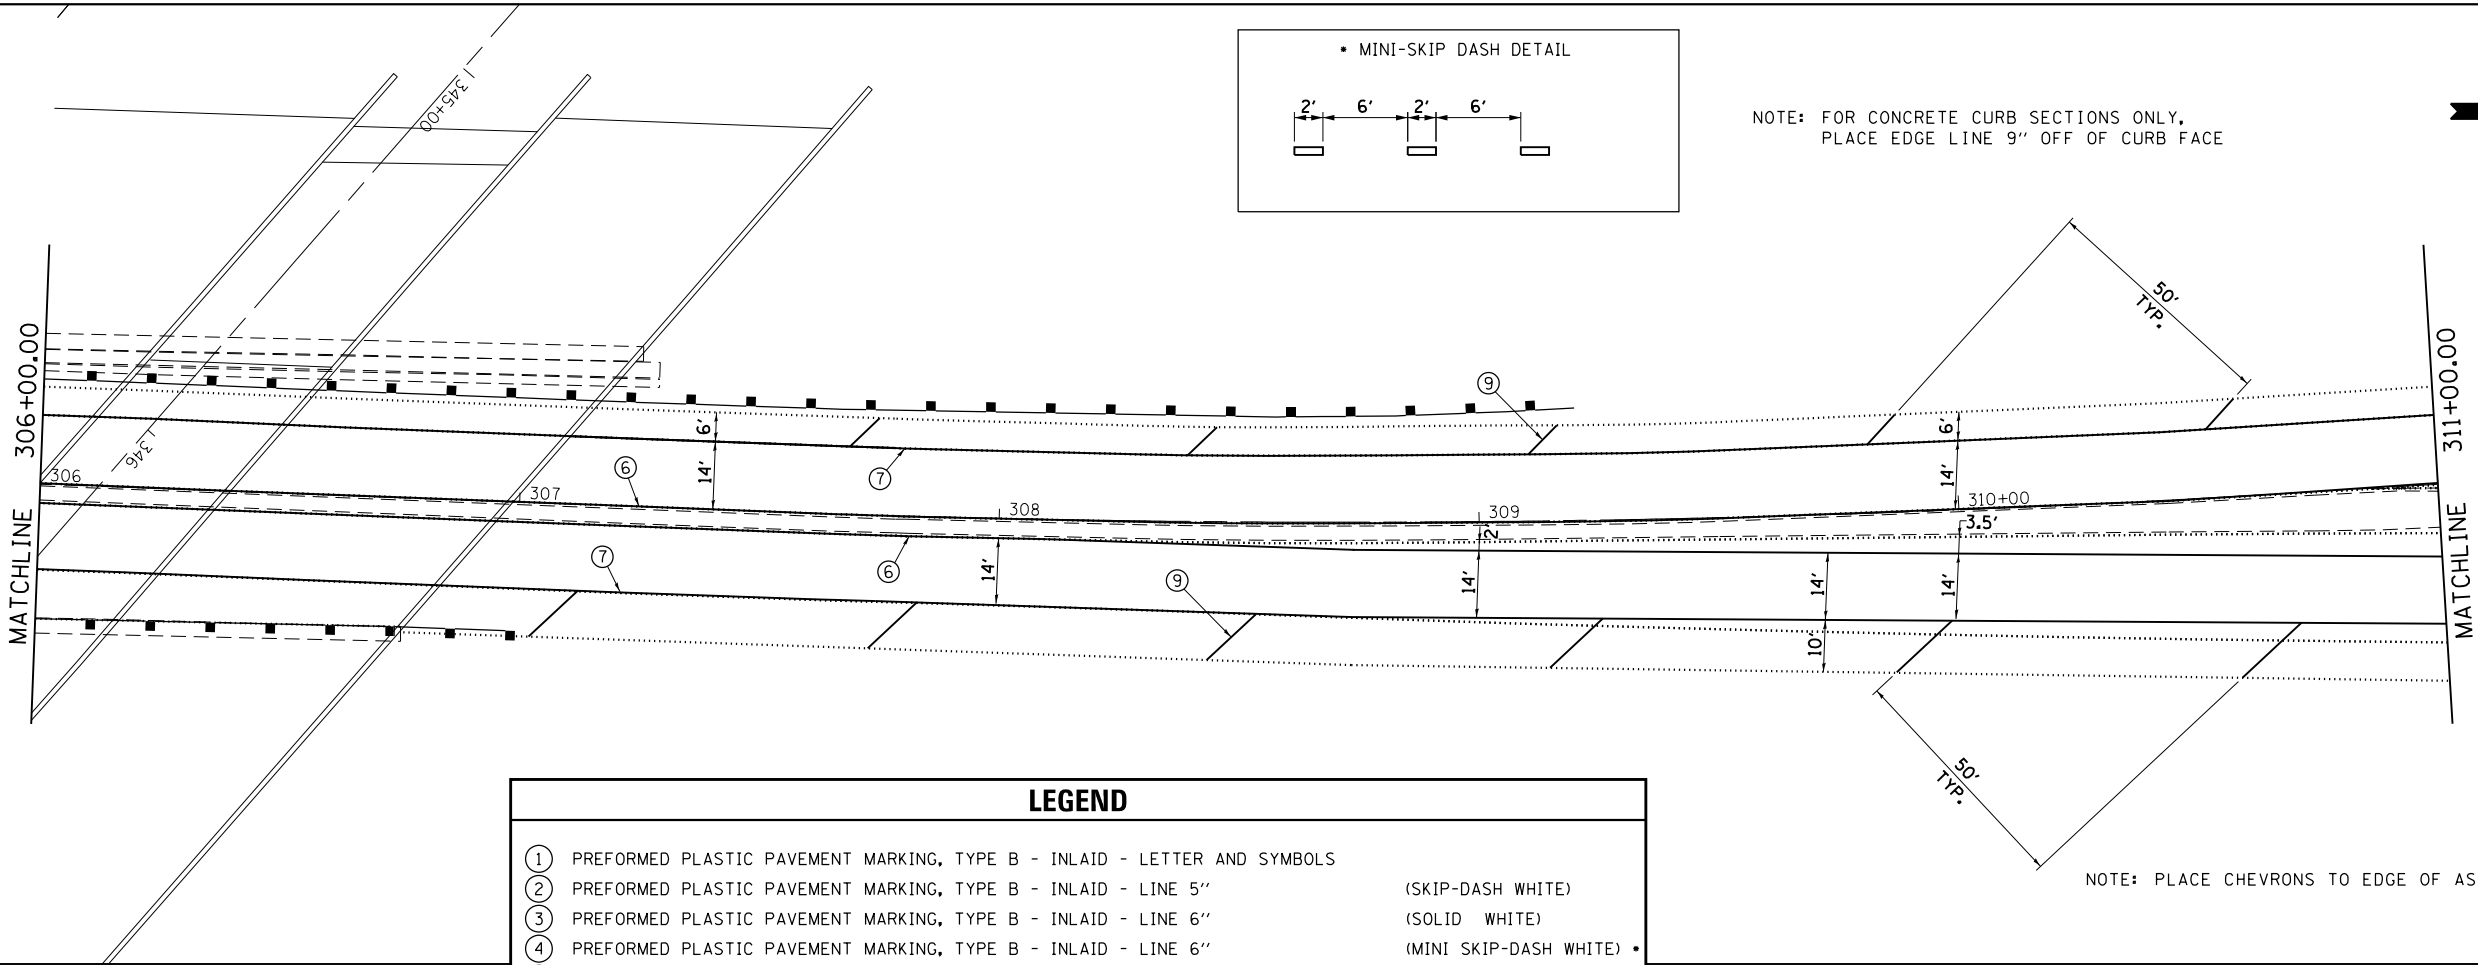 * MINI-SKIP DASH DETAIL
2' 6' 2' 6'
NOTE: FOR CONCRETE CURB SECTIONS ONLY,
PLACE EDGE LINE 9" OFF OF CURB FACE
1345+00
1346
50'
TYP.
MATCHLINE 306+00.00
MATCHLINE 311+00.00
306
307
308
309
310+00
6'
14'
6'
14'
9
7
6
2'
3.5'
7
6
9
14'
14'
14'
14'
10'
50'
TYP.
LEGEND
1 PREFORMED PLASTIC PAVEMENT MARKING, TYPE B - INLAID - LETTER AND SYMBOLS
2 PREFORMED PLASTIC PAVEMENT MARKING, TYPE B - INLAID - LINE 5" (SKIP-DASH WHITE)
3 PREFORMED PLASTIC PAVEMENT MARKING, TYPE B - INLAID - LINE 6" (SOLID WHITE)
4 PREFORMED PLASTIC PAVEMENT MARKING, TYPE B - INLAID - LINE 6" (MINI SKIP-DASH WHITE) *
NOTE: PLACE CHEVRONS TO EDGE OF AS